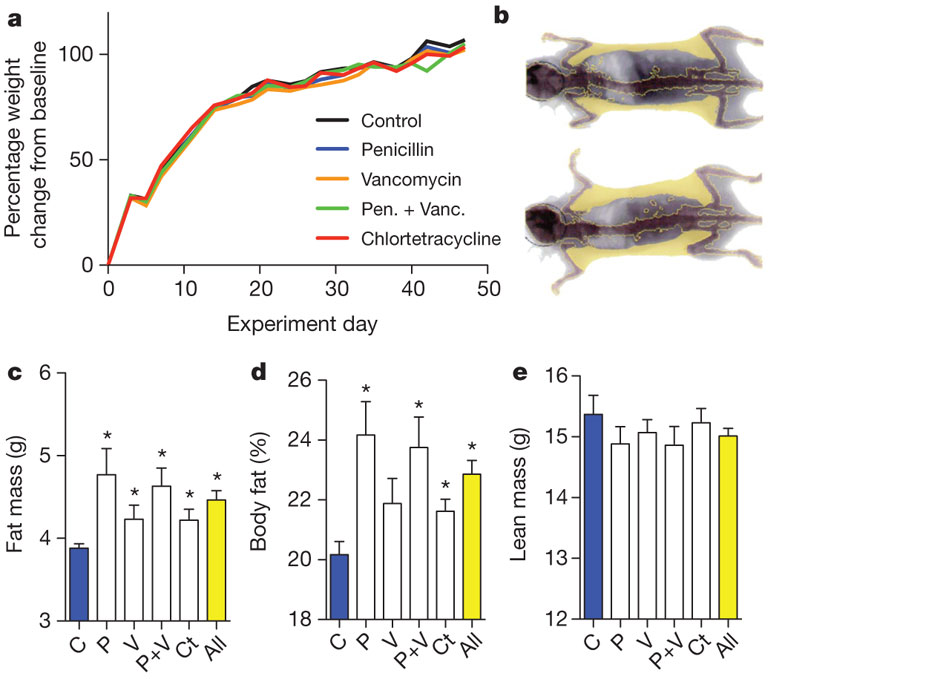 a
Percentage weight
change from baseline
100
50
0
0 10 20 30 40 50
Experiment day
Control
Penicillin
Vancomycin
Pen. + Vanc.
Chlortetracycline
b
c
Fat mass (g)
6
5
4
3
C P V P+V Ct All
* * * * *
d
Body fat (%)
26
24
22
20
18
C P V P+V Ct All
* * * *
e
Lean mass (g)
16
15
14
13
12
C P V P+V Ct All